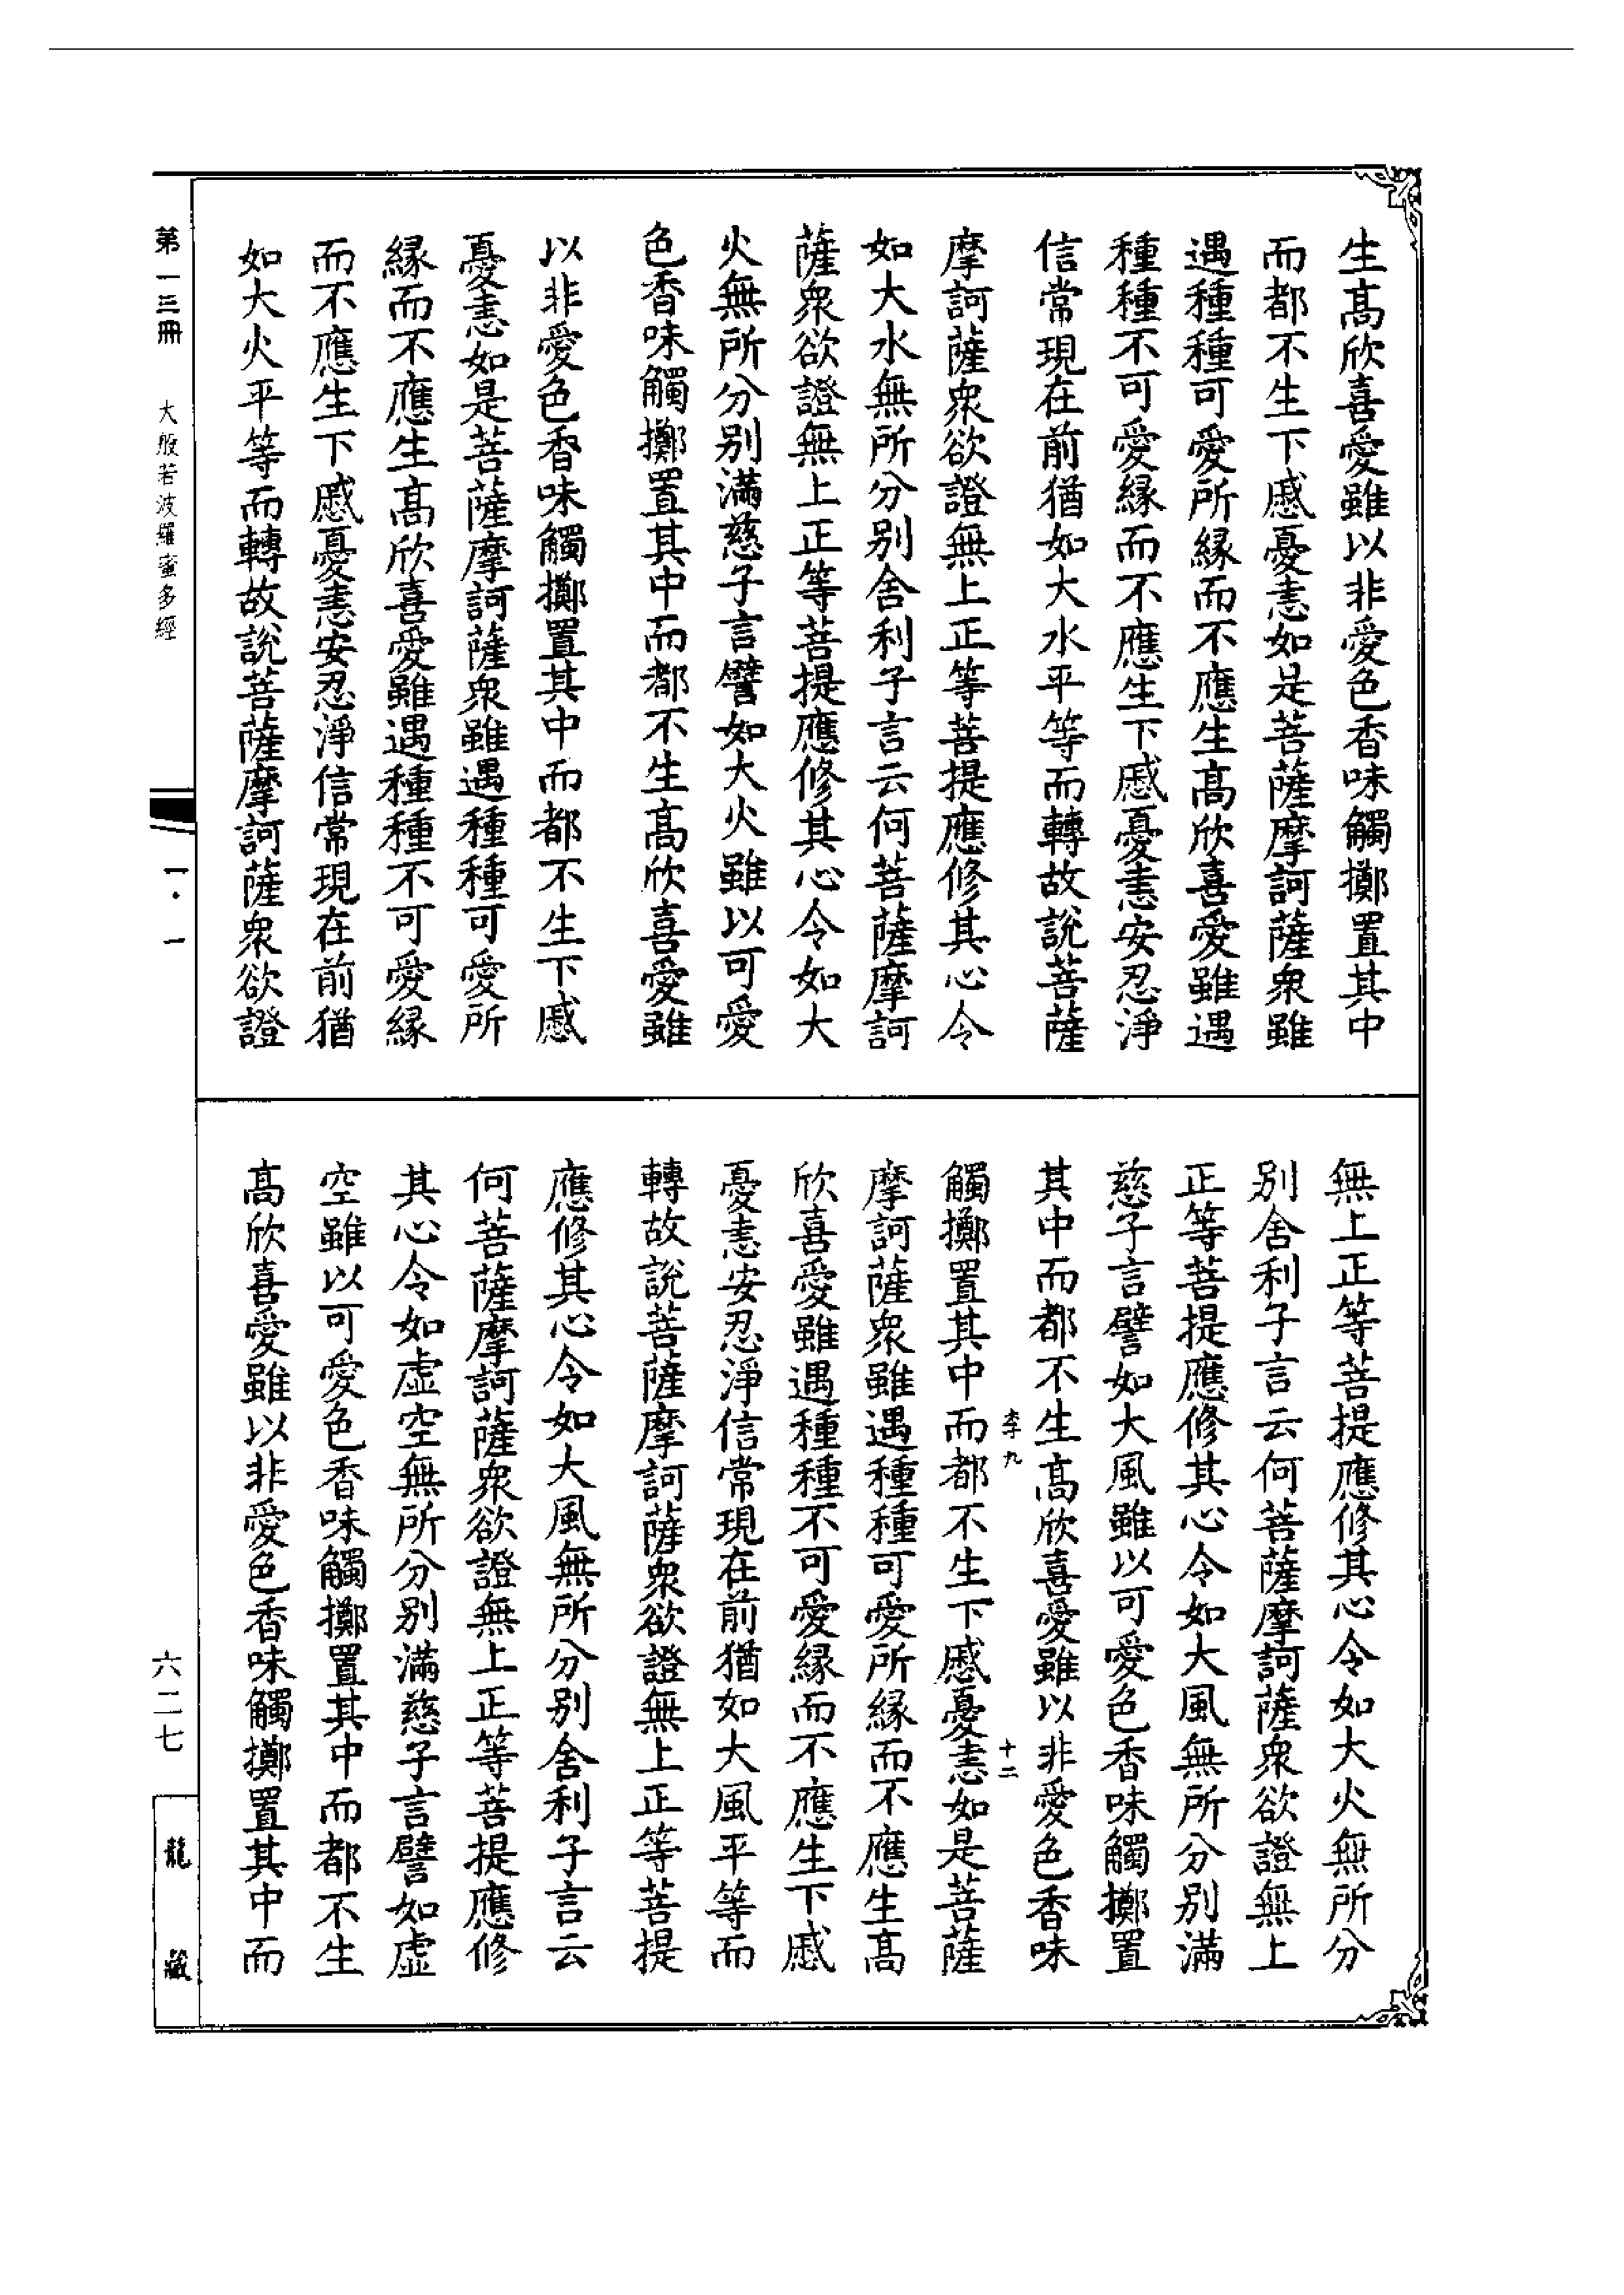 生高欣喜愛雖以非愛色香味觸擲置其中
而都不生下慼憂恚如是菩薩摩訶薩衆雖
遇種種可愛所縁而不應生高欣喜愛雖遇
種種不可愛縁而不應生下慼憂恚安忍淨
信常現在前猶如大水平等而轉故說菩薩
摩訶薩衆欲證無上正等菩提應修其心令
如大水無所分别舍利子言云何菩薩摩訶
薩衆欲證無上正等菩提應修其心令如大
火無所分别滿慈子言譬如大火雖以可愛
色香味觸擲置其中而都不生高欣喜愛雖
以非愛色香味觸擲置其中而都不生下慼
憂恚如是菩薩摩訶薩衆雖遇種種可愛所
縁而不應生高欣喜愛雖遇種種不可愛縁
而不應生下慼憂恚安忍淨信常現在前猶
如大火平等而轉故說菩薩摩訶薩衆欲證
無上正等菩提應修其心令如大火無所分
别舍利子言云何菩薩摩訶薩衆欲證無上
正等菩提應修其心令如大風無所分别滿
慈子言譬如大風雖以可愛色香味觸擲置
其中而都不生高欣喜愛雖以非愛色香味
李九
十二
觸擲置其中而都不生下慼憂恚如是菩薩
摩訶薩衆雖遇種種可愛所縁而不應生高
欣喜愛雖遇種種不可愛縁而不應生下慼
憂恚安忍淨信常現在前猶如大風平等而
轉故說菩薩摩訶薩衆欲證無上正等菩提
應修其心令如大風無所分别舍利子言云
何菩薩摩訶薩衆欲證無上正等菩提應修
其心令如虛空無所分别滿慈子言譬如虛
空雖以可愛色香味觸擲置其中而都不生
高欣喜愛雖以非愛色香味觸擲置其中而
第一三冊 大般若波羅蜜多經
一·一
六二七
龍藏